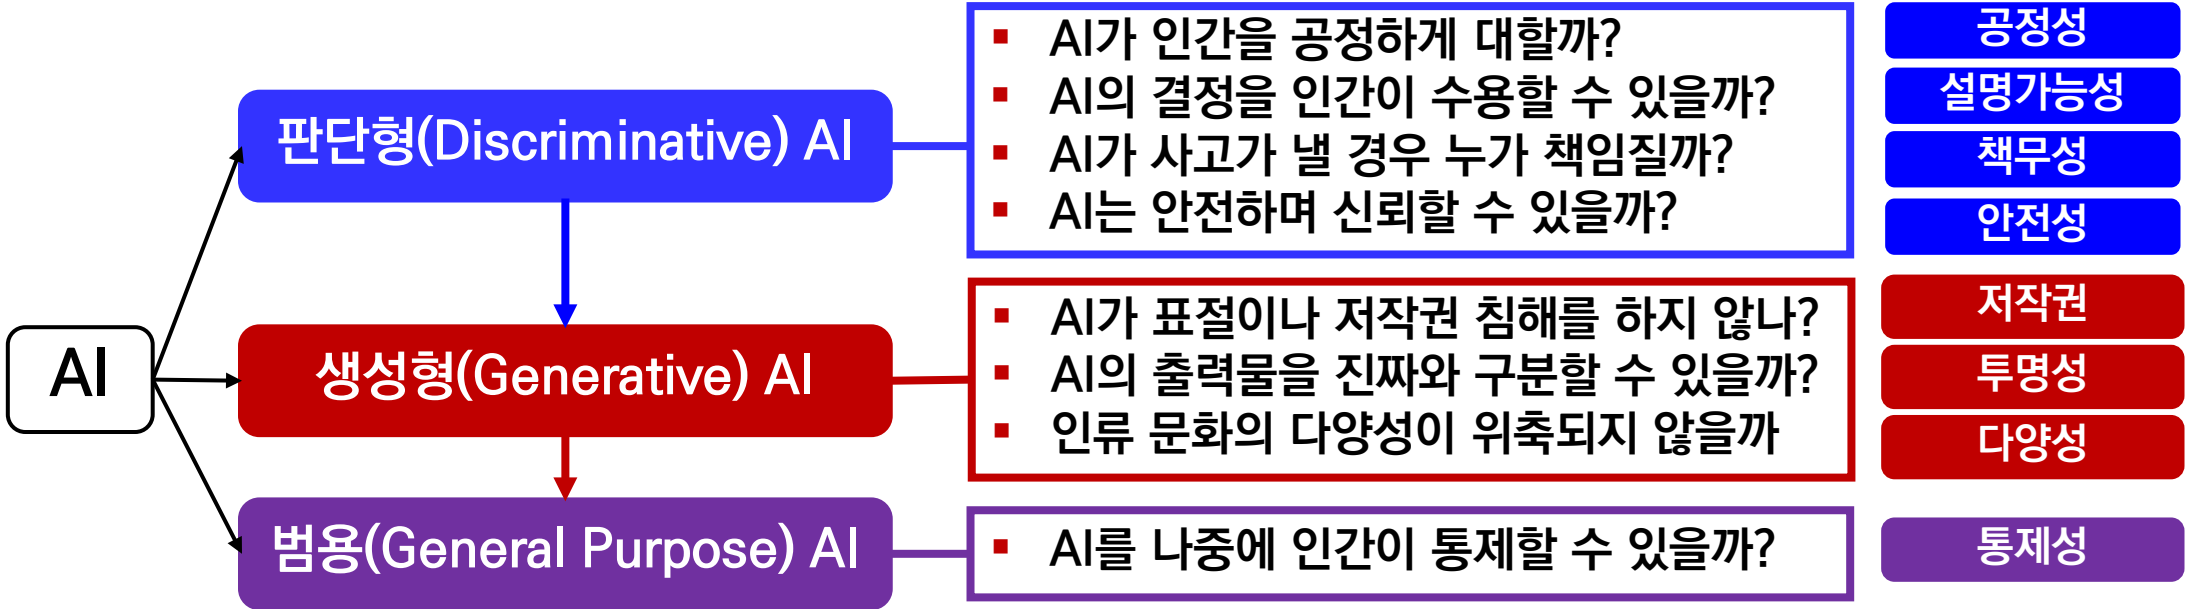 AI가 인간을 공정하게 대할까?
공정성
AI의 결정을 인간이 수용할 수 있을까?
설명가능성
판단형(Discriminative) AI
AI가 사고가 낼 경우 누가 책임질까?
책무성
AI는 안전하며 신뢰할 수 있을까?
안전성
AI
생성형(Generative) AI
AI가 표절이나 저작권 침해를 하지 않나?
저작권
AI의 출력물을 진짜와 구분할 수 있을까?
투명성
인류 문화의 다양성이 위축되지 않을까
다양성
범용(General Purpose) AI
AI를 나중에 인간이 통제할 수 있을까?
통제성